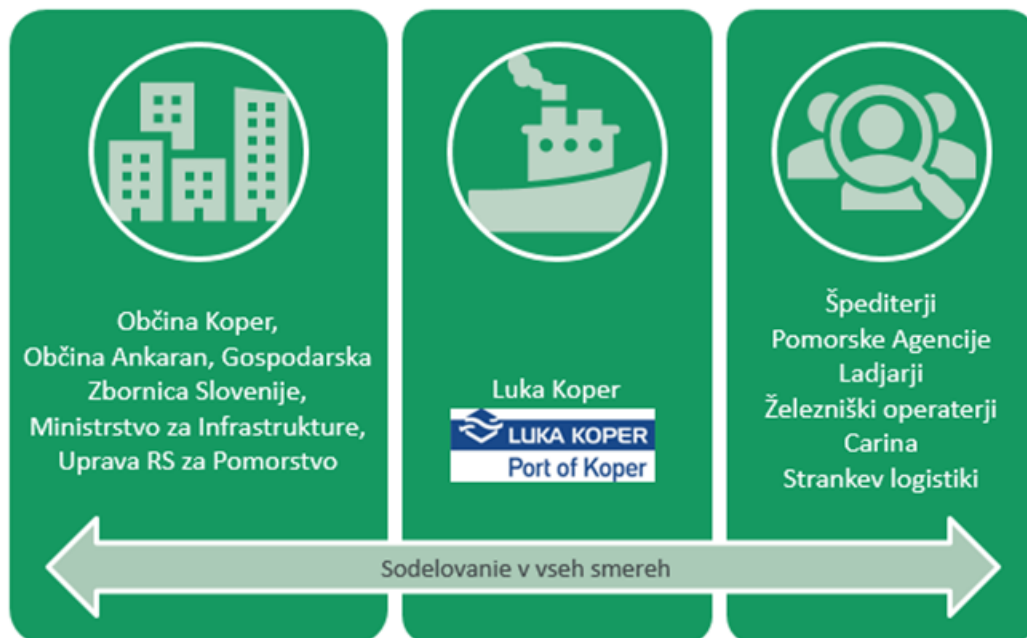 Občina Koper,
Občina Ankaran, Gospodarska
Zbornica Slovenije,
Ministrstvo za Infrastrukture,
Uprava RS za Pomorstvo
Luka Koper
LUKA KOPER
Port of Koper
Špediterji
Pomorske Agencije
Ladjarji
Železniški operaterji
Carina
Strankev logistiki
Sodelovanie v vseh smereh